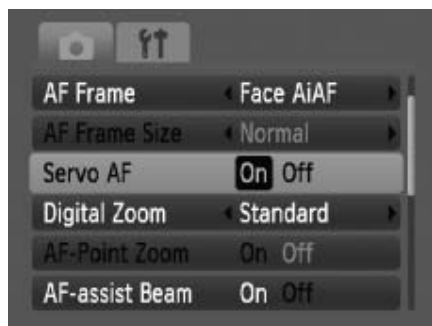 AF Frame Face AiAF
AF Frame Size Normal
Servo AF On Off
Digital Zoom Standard
AF-Point Zoom On Off
AF-assist Beam On Off